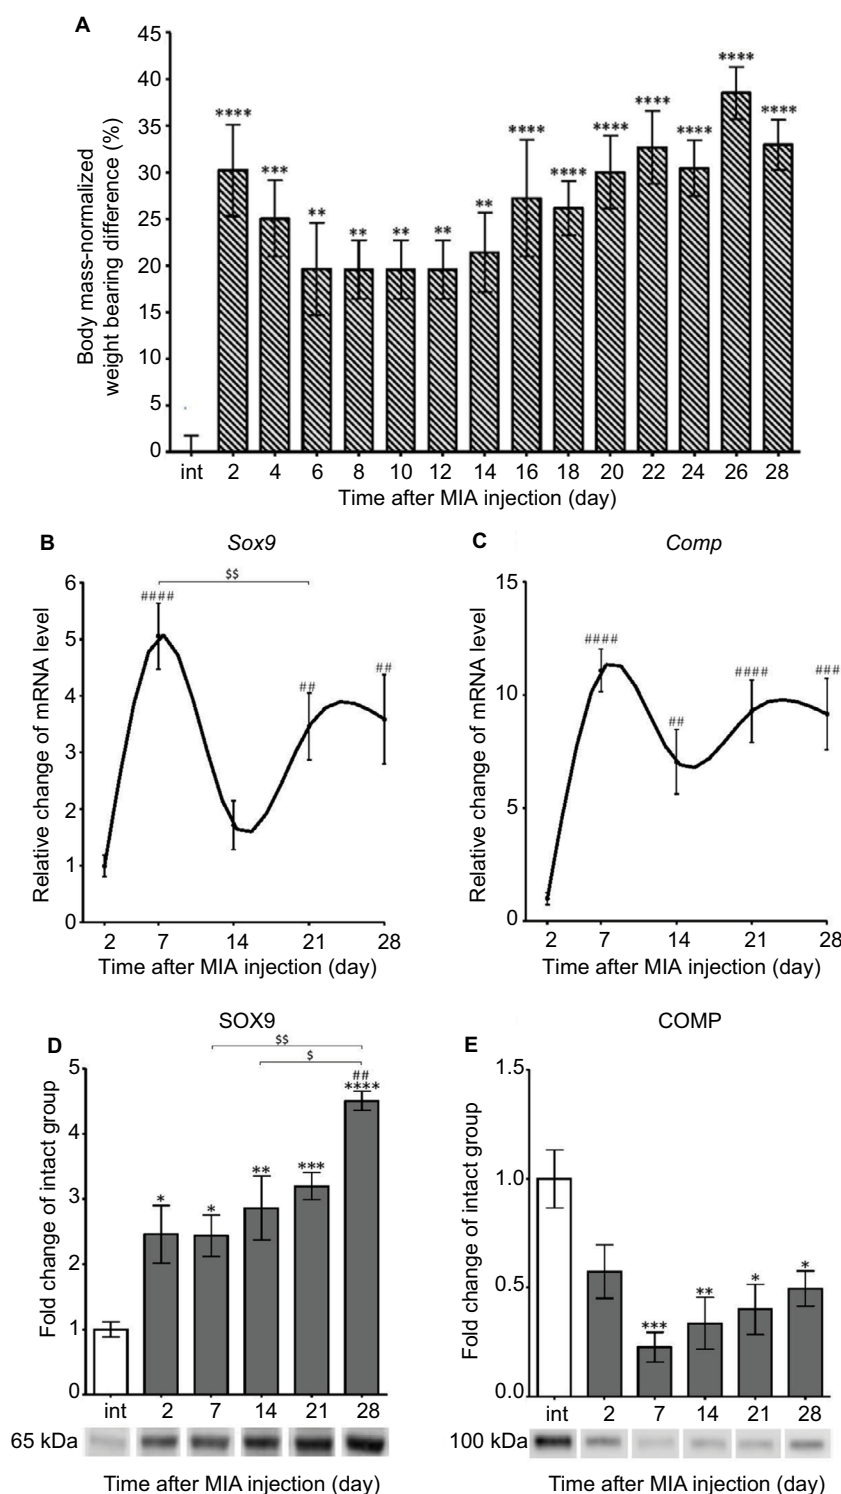 A
Body mass-normalized
weight bearing difference (%)
45
40
35
30
25
20
15
10
5
0
**** *** ** ** ** ** ** **** **** **** **** **** **** ****
int 2 4 6 8 10 12 14 16 18 20 22 24 26 28
Time after MIA injection (day)
B Sox9
Relative change of mRNA level
6
5
4
3
2
1
0
$$
#### ## ##
2 7 14 21 28
Time after MIA injection (day)
C Comp
Relative change of mRNA level
15
10
5
0
#### ## #### ###
2 7 14 21 28
Time after MIA injection (day)
D SOX9
Fold change of intact group
5
4
3
2
1
0
$$
$
##
* * ** *** ****
int 2 7 14 21 28
65 kDa
Time after MIA injection (day)
E COMP
Fold change of intact group
1.5
1.0
0.5
0.0
*** ** * *
int 2 7 14 21 28
100 kDa
Time after MIA injection (day)